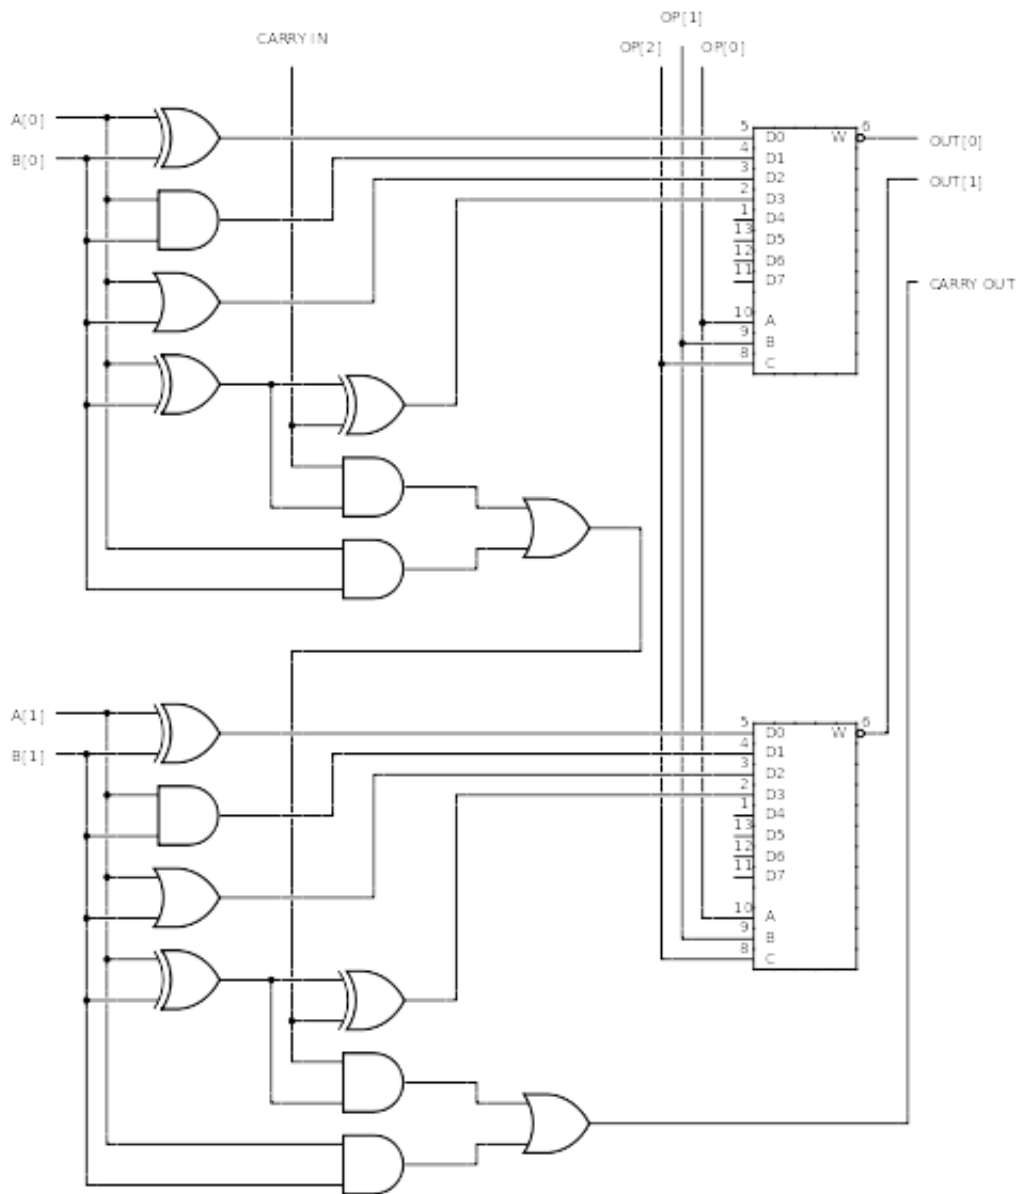 OP[1]
CARRY IN
OP[2]
OP[0]
A[0]
B[0]
5
D0
W
6
OUT[0]
4
D1
3
D2
OUT[1]
2
D3
1
D4
13
D5
12
D6
11
D7
CARRY OUT
10
A
9
B
8
C
A[1]
B[1]
5
D0
W
6
4
D1
3
D2
2
D3
1
D4
13
D5
12
D6
11
D7
10
A
9
B
8
C